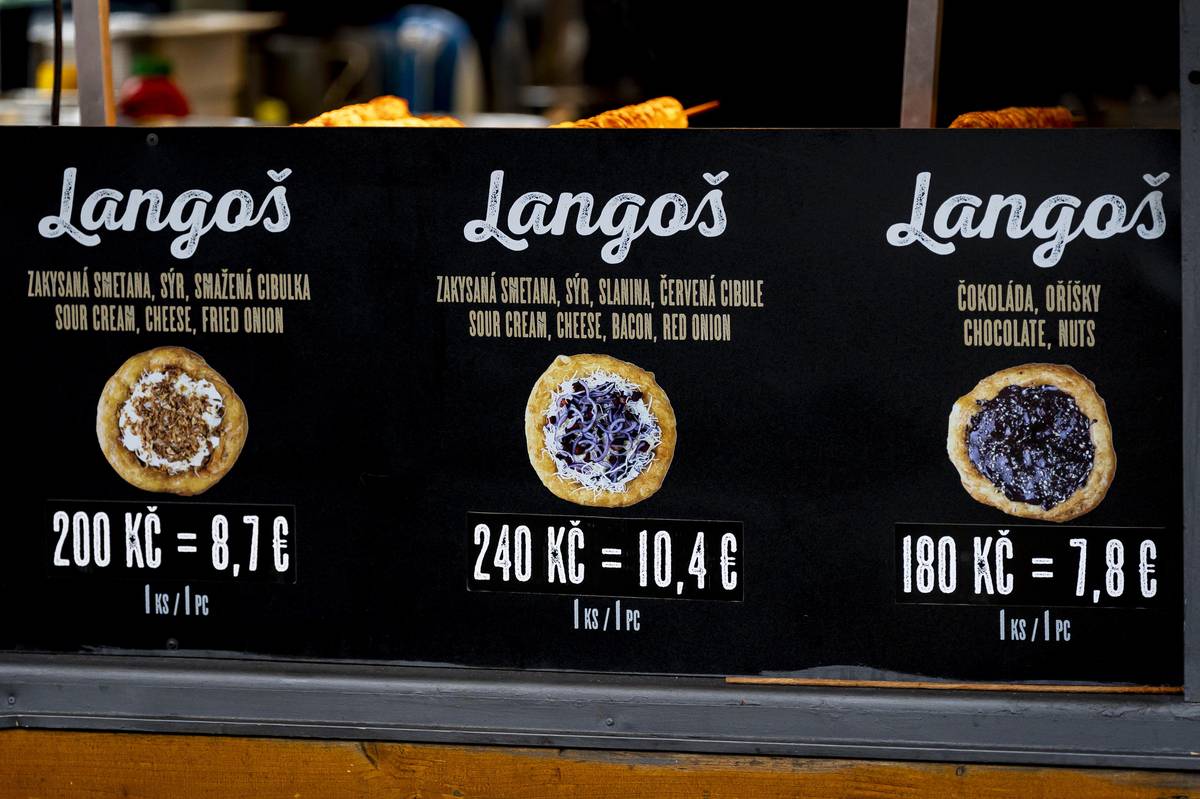 Langoš
ZAKYSANÁ SMETANA, SÝR, SMAŽENÁ CIBULKA
SOUR CREAM, CHEESE, FRIED ONION
200 KČ = 8,7 €
1 KS / 1 PC
Langoš
ZAKYSANÁ SMETANA, SÝR, SLANINA, ČERVENÁ CIBULE
SOUR CREAM, CHEESE, BACON, RED ONION
240 KČ = 10,4 €
1 KS / 1 PC
Langoš
ČOKOLÁDA, OŘÍŠKY
CHOCOLATE, NUTS
180 KČ = 7,8 €
1 KS / 1 PC